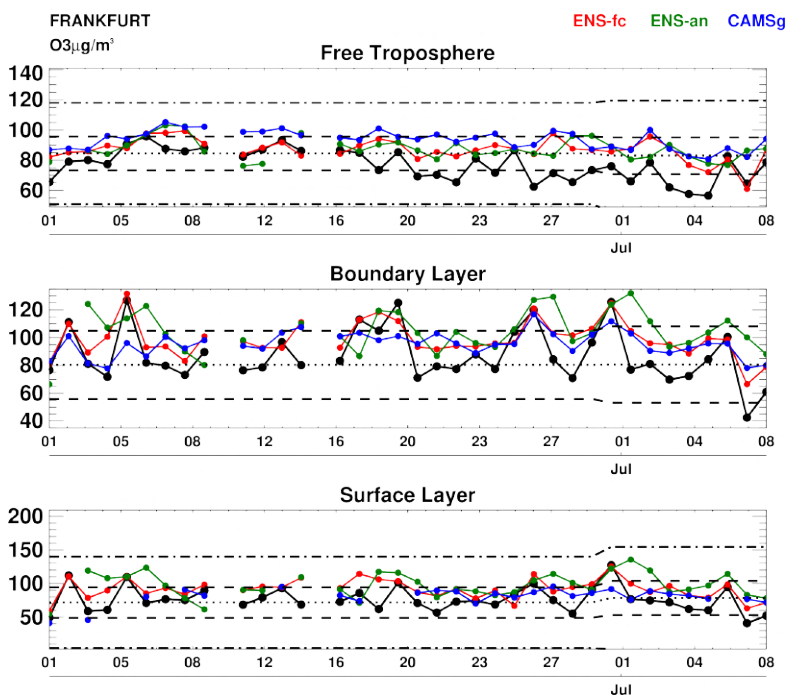 FRANKFURT ENS-fc ENS-an CAMSg
O3μg/m³
Free Troposphere
140
120
100
80
60
01 05 08 12 16 20 23 27 01 04 08
Jul
Boundary Layer
120
100
80
60
40
01 05 08 12 16 20 23 27 01 04 08
Jul
Surface Layer
200
150
100
50
01 05 08 12 16 20 23 27 01 04 08
Jul